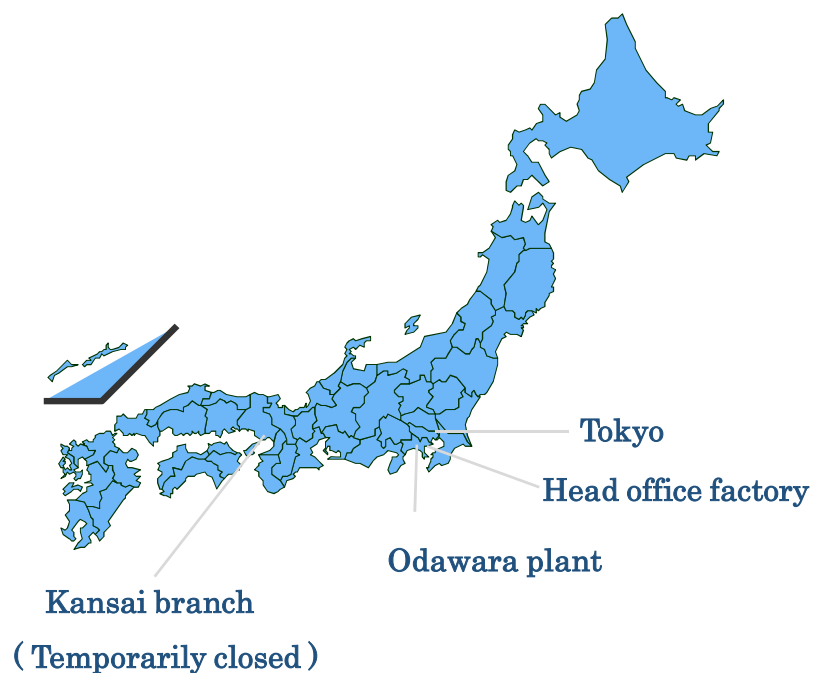 Tokyo
Head office factory
Odawara plant
Kansai branch
( Temporarily closed )